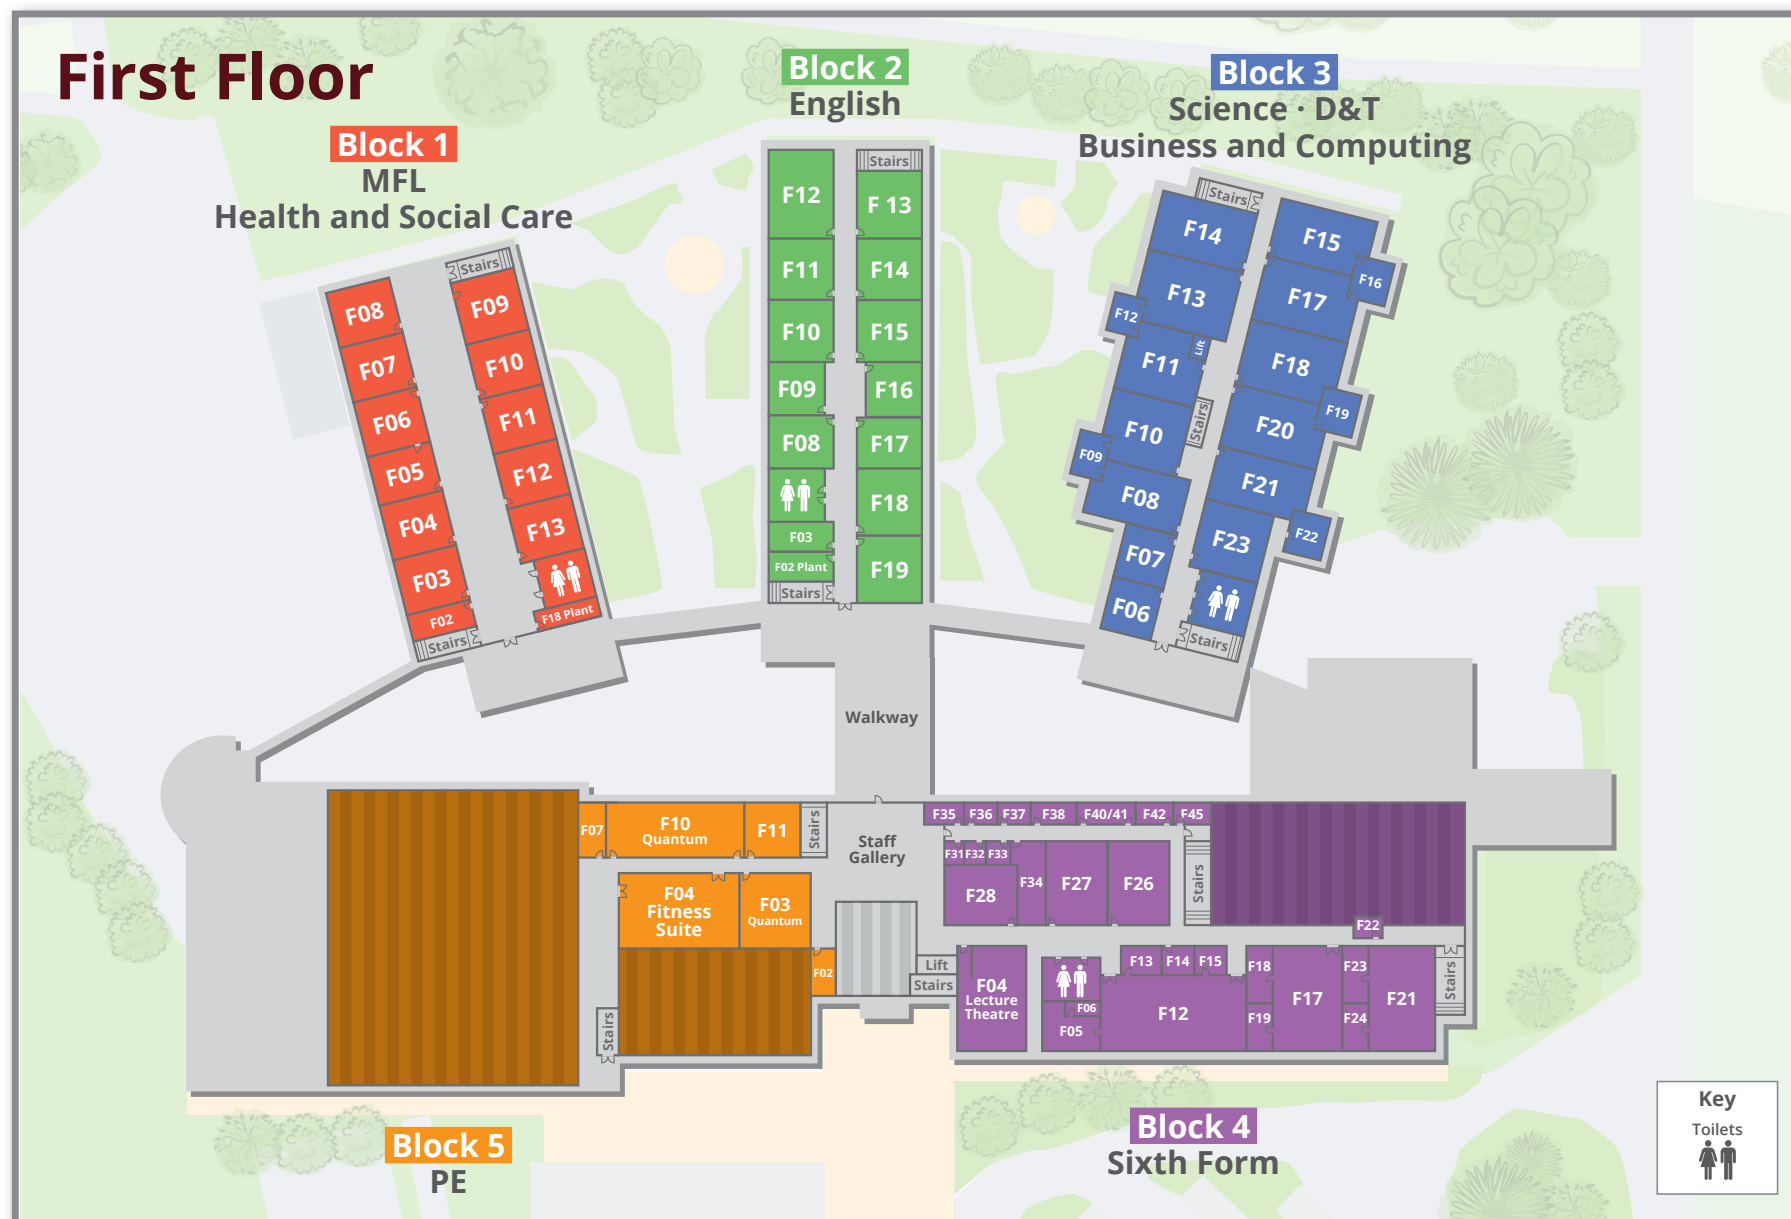 First Floor
Block 1
MFL
Health and Social Care
Block 2
English
Block 3
Science · D&T
Business and Computing
Stairs
F08
F09
F07
F10
F06
F11
F05
F12
F04
F13
F03
F02
F18 Plant
Stairs
Stairs
F12
F 13
F11
F14
F10
F15
F09
F16
F08
F17
F18
F03
F02 Plant
F19
Stairs
Stairs
F14
F15
F16
F13
F17
F12
Lift
F11
F18
Stairs
F19
F10
F20
F09
F21
F08
F22
F23
F07
F06
Stairs
Walkway
F07
F10
Quantum
F11
Stairs
Staff
Gallery
F04
Fitness
Suite
F03
Quantum
F02
Stairs
Lift
Stairs
F35
F36
F37
F38
F40/41
F42
F45
F31
F32
F33
F28
F34
F27
F26
Stairs
F22
F04
Lecture
Theatre
F06
F05
F13
F14
F15
F12
F18
F19
F17
F23
F24
F21
Stairs
Block 5
PE
Block 4
Sixth Form
Key
Toilets